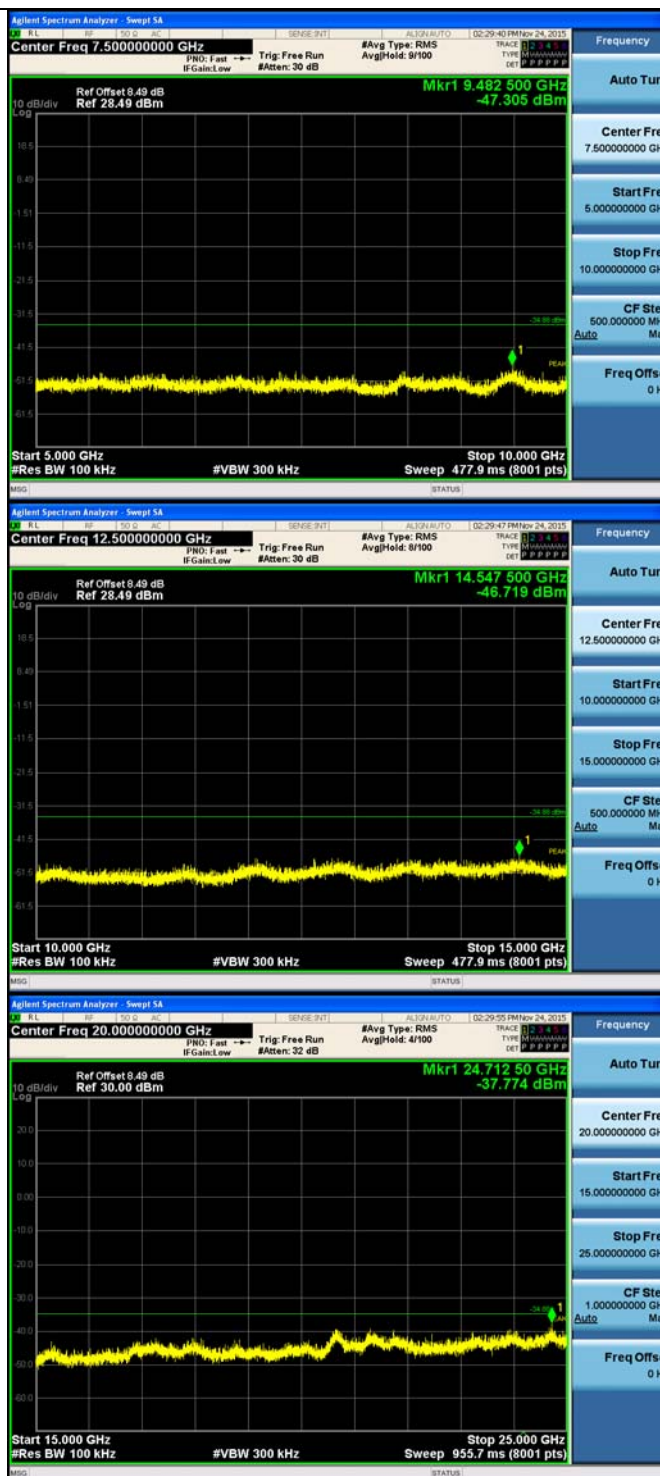 Agilent Spectrum Analyzer - Swept SA
RL RF 50 Ω AC SENSE:INT ALIGN AUTO 02:29:40 PM Nov 24, 2015
Center Freq 7.500000000 GHz #Avg Type: RMS TRACE 1 2 3 4 5 6
PNO: Fast Trig: Free Run Avg|Hold: 9/100 TYPE M
IFGain:Low #Atten: 30 dB DET P P P P P P
Mkr1 9.482 500 GHz
Ref Offset 8.49 dB
10 dB/div Ref 28.49 dBm -47.305 dBm
Log
18.5
8.49
-1.51
-11.5
-21.5
-31.5
-34.88 dBm
-41.5
1
PEAK
-51.5
-61.5
Start 5.000 GHz Stop 10.000 GHz
#Res BW 100 kHz #VBW 300 kHz Sweep 477.9 ms (8001 pts)
MSG STATUS
Frequency
Auto Tun
Center Fre
7.500000000 GH
Start Fre
5.000000000 GH
Stop Fre
10.000000000 GH
CF Ste
500.000000 MH
Auto Ma
Freq Offs
0 H
Agilent Spectrum Analyzer - Swept SA
RL RF 50 Ω AC SENSE:INT ALIGN AUTO 02:29:47 PM Nov 24, 2015
Center Freq 12.500000000 GHz #Avg Type: RMS TRACE 1 2 3 4 5 6
PNO: Fast Trig: Free Run Avg|Hold: 8/100 TYPE M
IFGain:Low #Atten: 30 dB DET P P P P P P
Mkr1 14.547 500 GHz
Ref Offset 8.49 dB
10 dB/div Ref 28.49 dBm -46.719 dBm
Log
18.5
8.49
-1.51
-11.5
-21.5
-31.5
-34.88 dBm
-41.5
1
PEAK
-51.5
-61.5
Start 10.000 GHz Stop 15.000 GHz
#Res BW 100 kHz #VBW 300 kHz Sweep 477.9 ms (8001 pts)
MSG STATUS
Frequency
Auto Tun
Center Fre
12.500000000 GH
Start Fre
10.000000000 GH
Stop Fre
15.000000000 GH
CF Ste
500.000000 MH
Auto Ma
Freq Offs
0 H
Agilent Spectrum Analyzer - Swept SA
RL RF 50 Ω AC SENSE:INT ALIGN AUTO 02:29:55 PM Nov 24, 2015
Center Freq 20.000000000 GHz #Avg Type: RMS TRACE 1 2 3 4 5 6
PNO: Fast Trig: Free Run Avg|Hold: 4/100 TYPE M
IFGain:Low #Atten: 32 dB DET P P P P P P
Mkr1 24.712 50 GHz
Ref Offset 8.49 dB
10 dB/div Ref 30.00 dBm -37.774 dBm
Log
20.0
10.0
0.00
-10.0
-20.0
-30.0
1
-40.0
-50.0
-60.0
Start 15.000 GHz Stop 25.000 GHz
#Res BW 100 kHz #VBW 300 kHz Sweep 955.7 ms (8001 pts)
MSG STATUS
Frequency
Auto Tun
Center Fre
20.000000000 GH
Start Fre
15.000000000 GH
Stop Fre
25.000000000 GH
CF Ste
1.000000000 GH
Auto Ma
Freq Offs
0 H